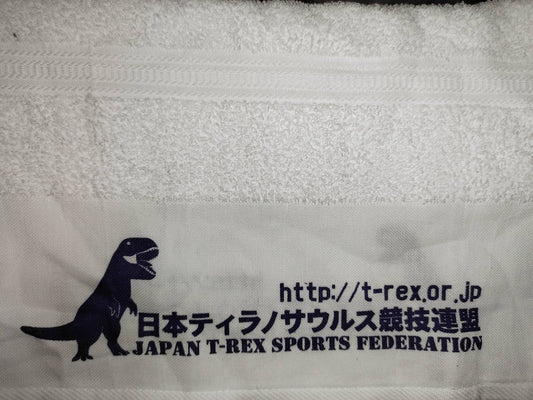 http://t-rex.or.jp
日本ティラノサウルス競技連盟
JAPAN T-REX SPORTS FEDERATION